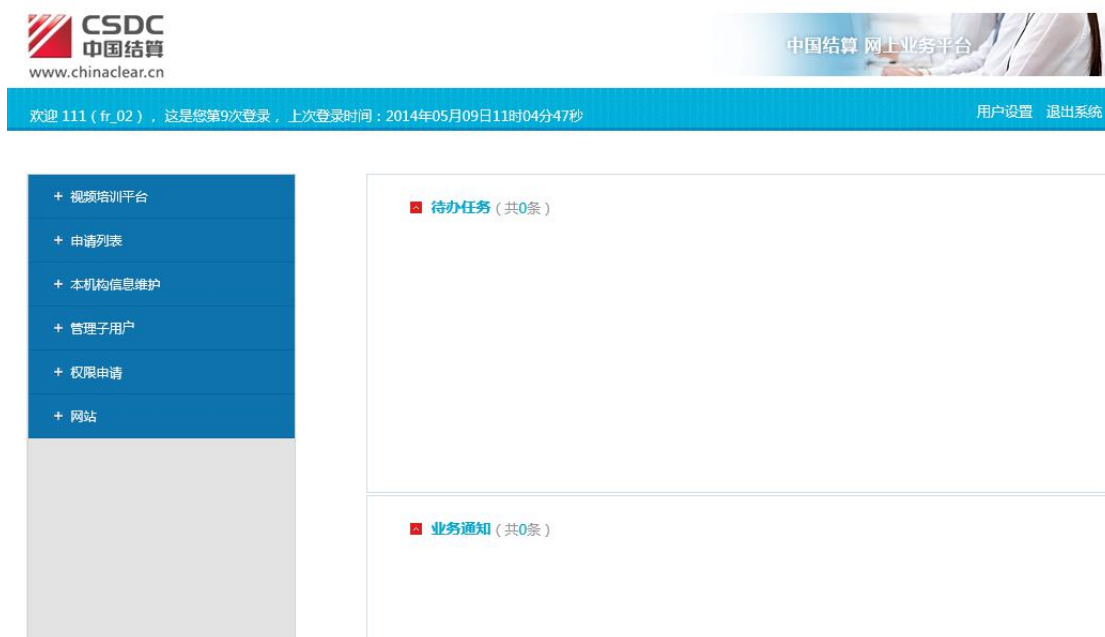 CSDC
中国结算
www.chinaclear.cn
中国结算 网上业务平台
欢迎 111 ( fr_02 ) ，这是您第9次登录，上次登录时间：2014年05月09日11时04分47秒
用户设置 退出系统
+ 视频培训平台
+ 申请列表
+ 本机构信息维护
+ 管理子用户
+ 权限申请
+ 网站
待办任务 ( 共0条 )
业务通知 ( 共0条 )